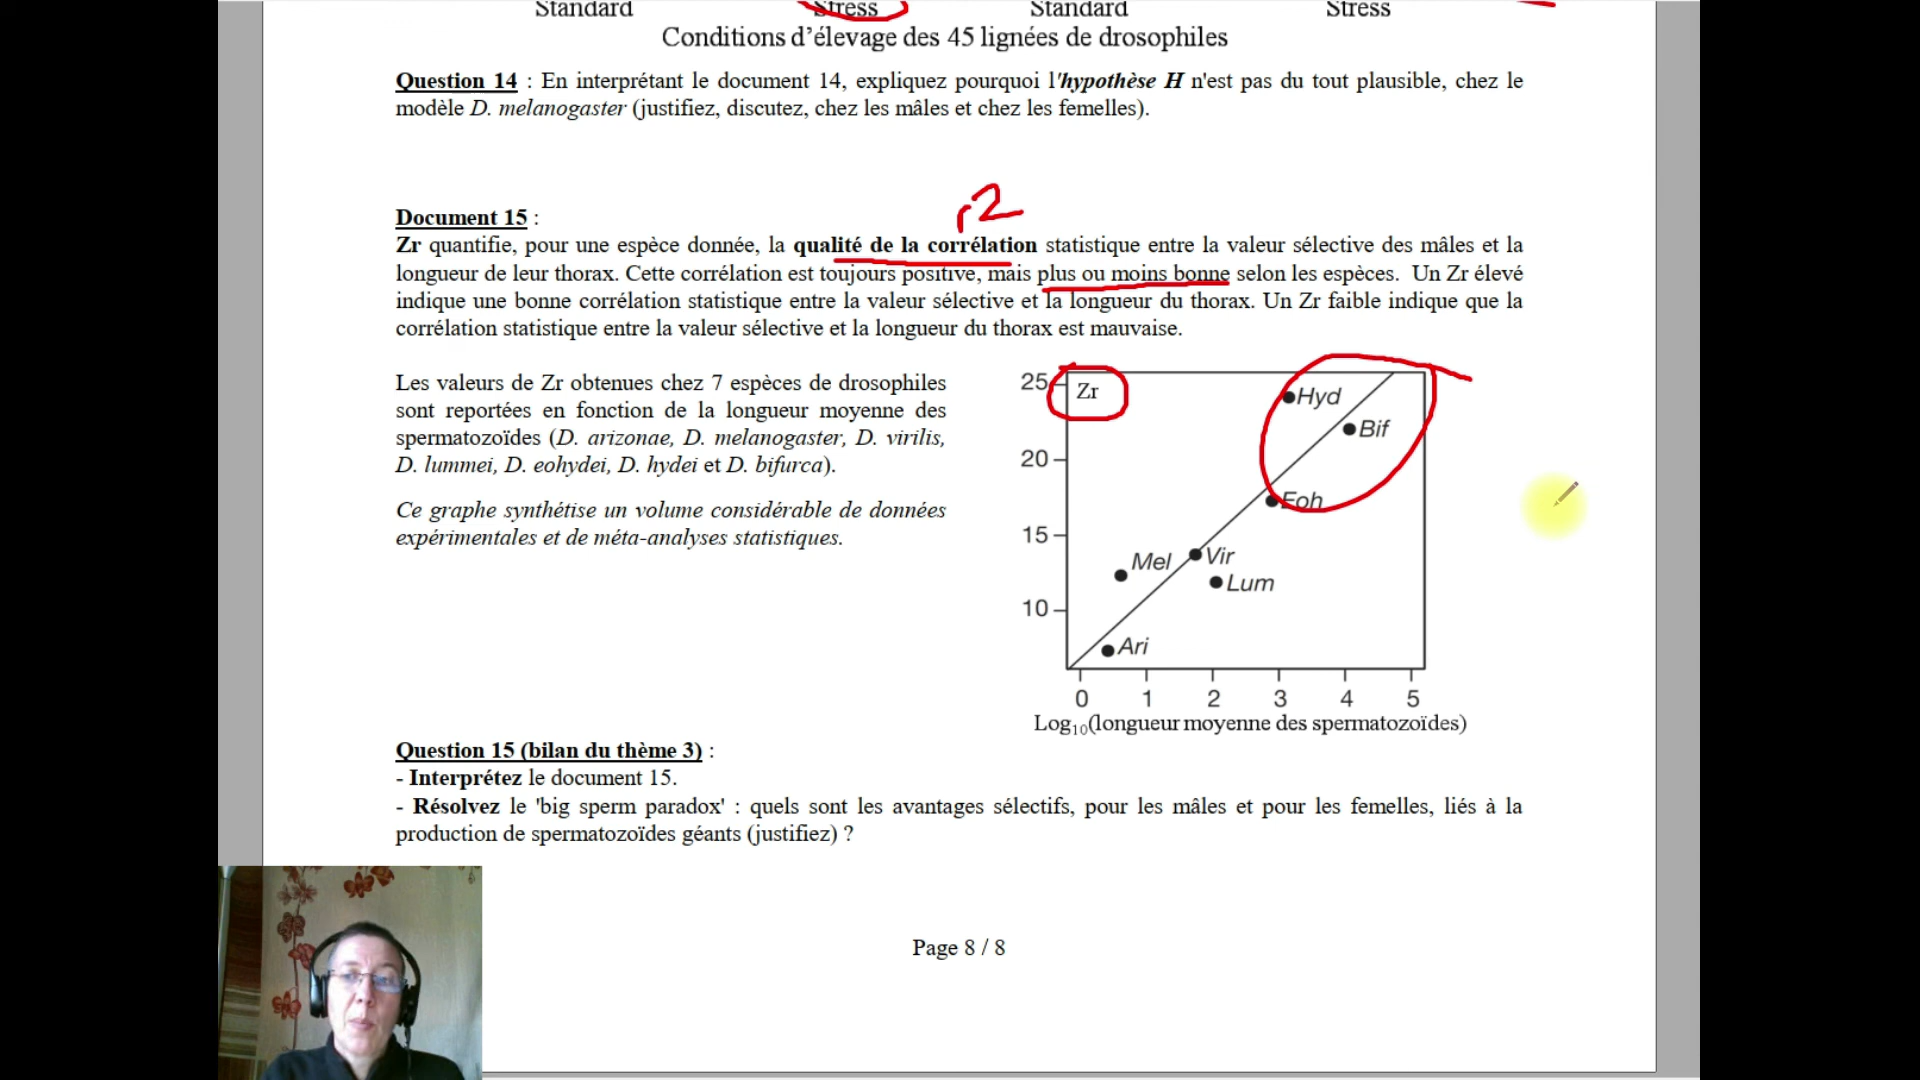 Standard Stress Standard Stress
Conditions d’élevage des 45 lignées de drosophiles
Question 14 : En interprétant le document 14, expliquez pourquoi l'hypothèse H n'est pas du tout plausible, chez le
modèle D. melanogaster (justifiez, discutez, chez les mâles et chez les femelles).
r2
Document 15 :
Zr quantifie, pour une espèce donnée, la qualité de la corrélation statistique entre la valeur sélective des mâles et la
longueur de leur thorax. Cette corrélation est toujours positive, mais plus ou moins bonne selon les espèces. Un Zr élevé
indique une bonne corrélation statistique entre la valeur sélective et la longueur du thorax. Un Zr faible indique que la
corrélation statistique entre la valeur sélective et la longueur du thorax est mauvaise.
Les valeurs de Zr obtenues chez 7 espèces de drosophiles
sont reportées en fonction de la longueur moyenne des
spermatozoïdes (D. arizonae, D. melanogaster, D. virilis,
D. lummei, D. eohydei, D. hydei et D. bifurca).
Ce graphe synthétise un volume considérable de données
expérimentales et de méta-analyses statistiques.
25 Zr Hyd
Bif
20
Eoh
15
Mel Vir
Lum
10
Ari
0 1 2 3 4 5
Log10(longueur moyenne des spermatozoïdes)
Question 15 (bilan du thème 3) :
- Interprétez le document 15.
- Résolvez le 'big sperm paradox' : quels sont les avantages sélectifs, pour les mâles et pour les femelles, liés à la
production de spermatozoïdes géants (justifiez) ?
Page 8 / 8